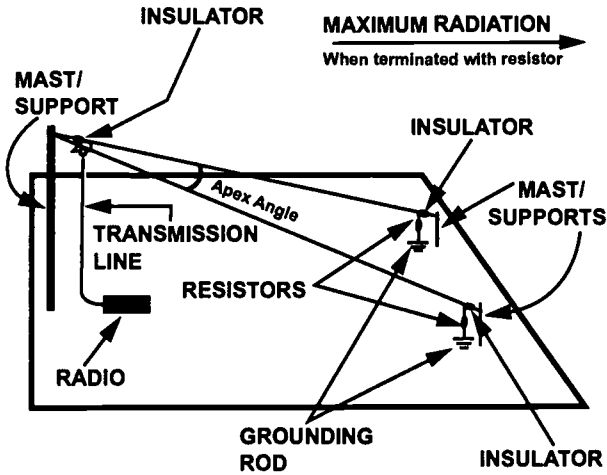 INSULATOR
MAXIMUM RADIATION
When terminated with resistor
MAST/
SUPPORT
INSULATOR
MAST/
SUPPORTS
Apex Angle
TRANSMISSION
LINE
RESISTORS
RADIO
GROUNDING
ROD
INSULATOR